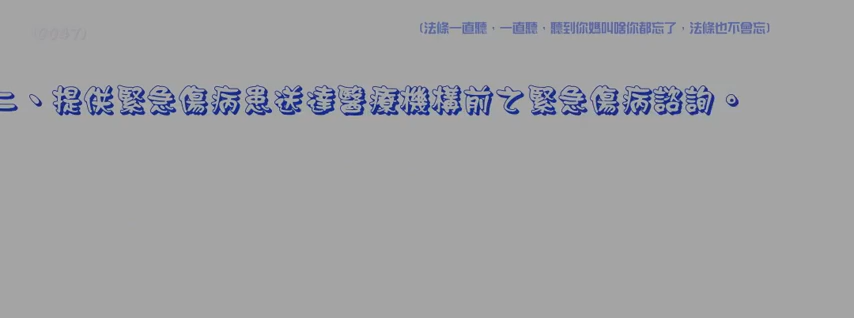 (法條一直聽,一直聽,聽到你媽叫啥你都忘了,法條也不會忘)
二、提供緊急傷病患送達醫療機構前之緊急傷病諮詢。